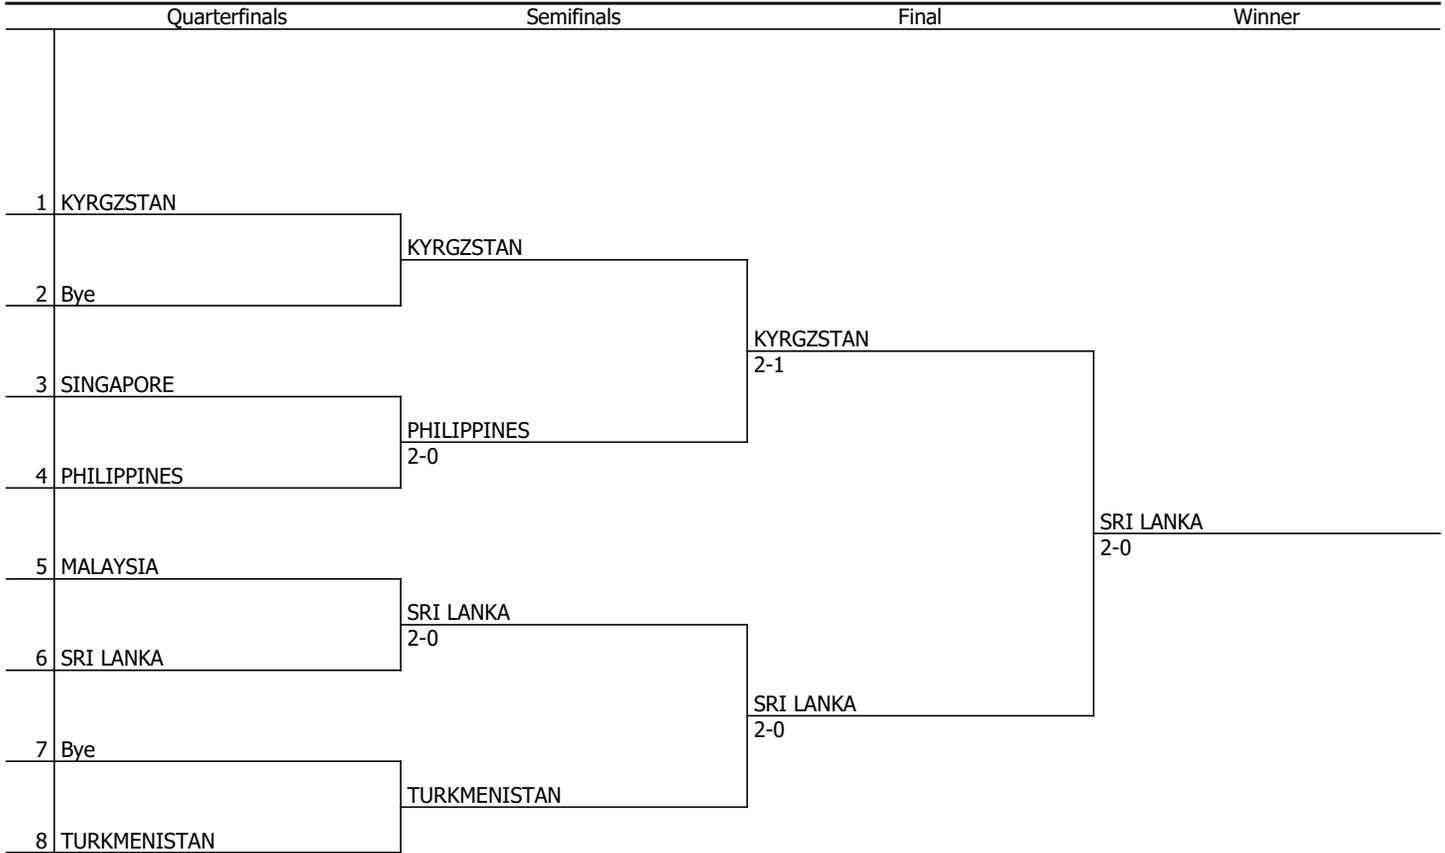 Quarterfinals Semifinals Final Winner
1 KYRGZSTAN
KYRGZSTAN
2 Bye
KYRGZSTAN
2-1
3 SINGAPORE
PHILIPPINES
2-0
4 PHILIPPINES
SRI LANKA
2-0
5 MALAYSIA
SRI LANKA
2-0
6 SRI LANKA
SRI LANKA
2-0
7 Bye
TURKMENISTAN
8 TURKMENISTAN